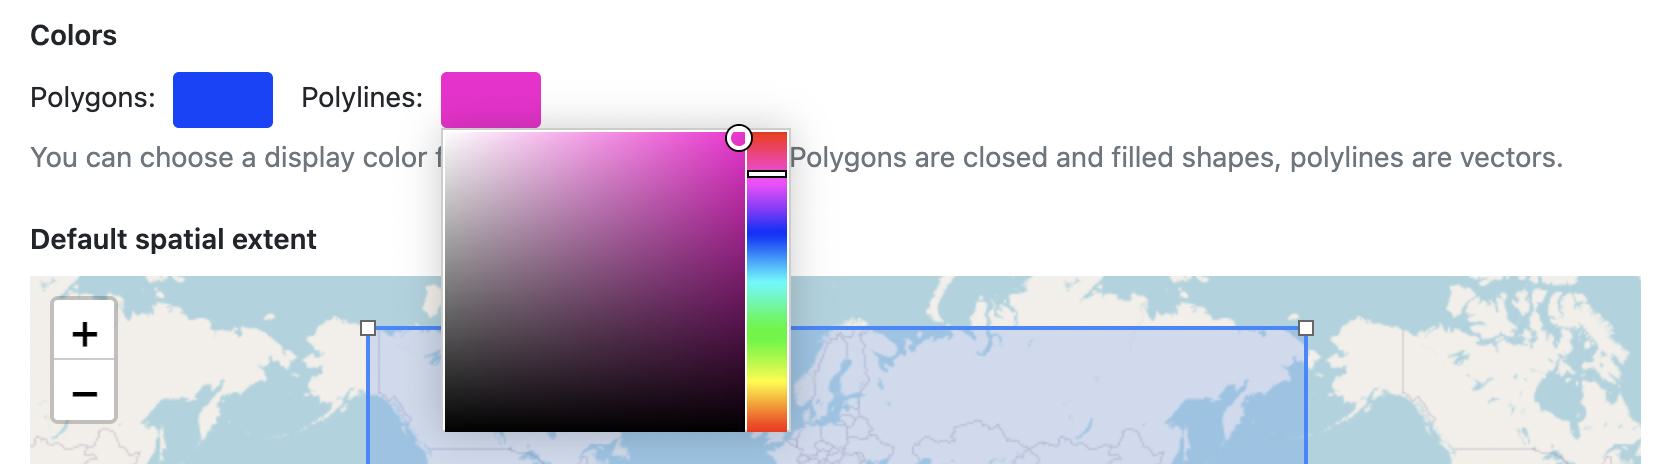 Colors
Polygons: Polylines:
You can choose a display color Polygons are closed and filled shapes, polylines are vectors.
Default spatial extent
+
−